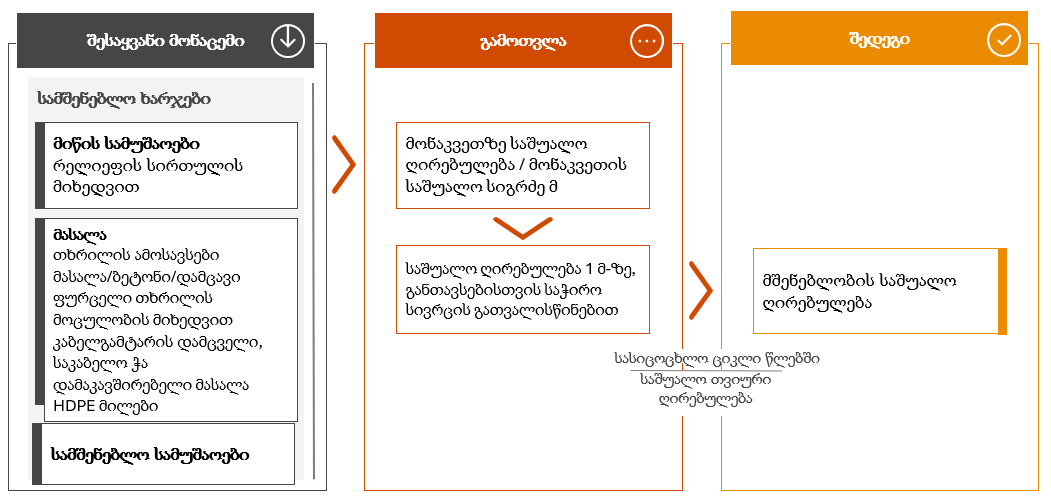 შესაყვანი მონაცემი
სამშენებლო ხარჯები
მიწის სამუშაოები
რელიეფის სირთულის
მიხედვით
მასალა
თხრილის ამოსავსები
მასალა/ბეტონი/დამცავი
ფურცელი თხრილის
მოცულობის მიხედვით
კაბელგამტარის დამცველი,
საკაბელო ჭა
დამაკავშირებელი მასალა
HDPE მილები
სამშენებლო სამუშაოები
გამოთვლა
მონაკვეთზე საშუალო
ღირებულება / მონაკვეთის
საშუალო სიგრძე მ
საშუალო ღირებულება 1 მ-ზე,
განთავსებისთვის საჭირო
სივრცის გათვალისწინებით
სასიცოცხლო ციკლი წლებში
საშუალო თვიური
ღირებულება
შედეგი
მშენებლობის საშუალო
ღირებულება